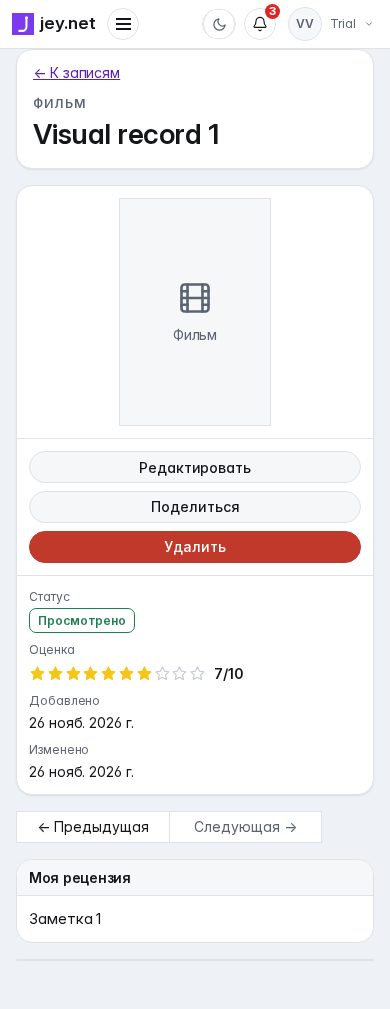 jey.net
3
VV
Trial
← К записям
ФИЛЬМ
Visual record 1
Фильм
Редактировать
Поделиться
Удалить
Статус
Просмотрено
Оценка
7/10
Добавлено
26 нояб. 2026 г.
Изменено
26 нояб. 2026 г.
← Предыдущая
Следующая →
Моя рецензия
Заметка 1